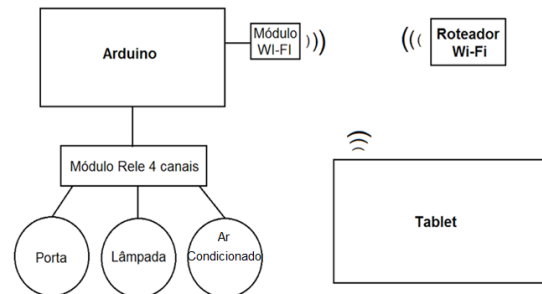 Arduino
Módulo
WI-FI
Roteador
Wi-Fi
Módulo Rele 4 canais
Porta
Lâmpada
Ar
Condicionado
Tablet